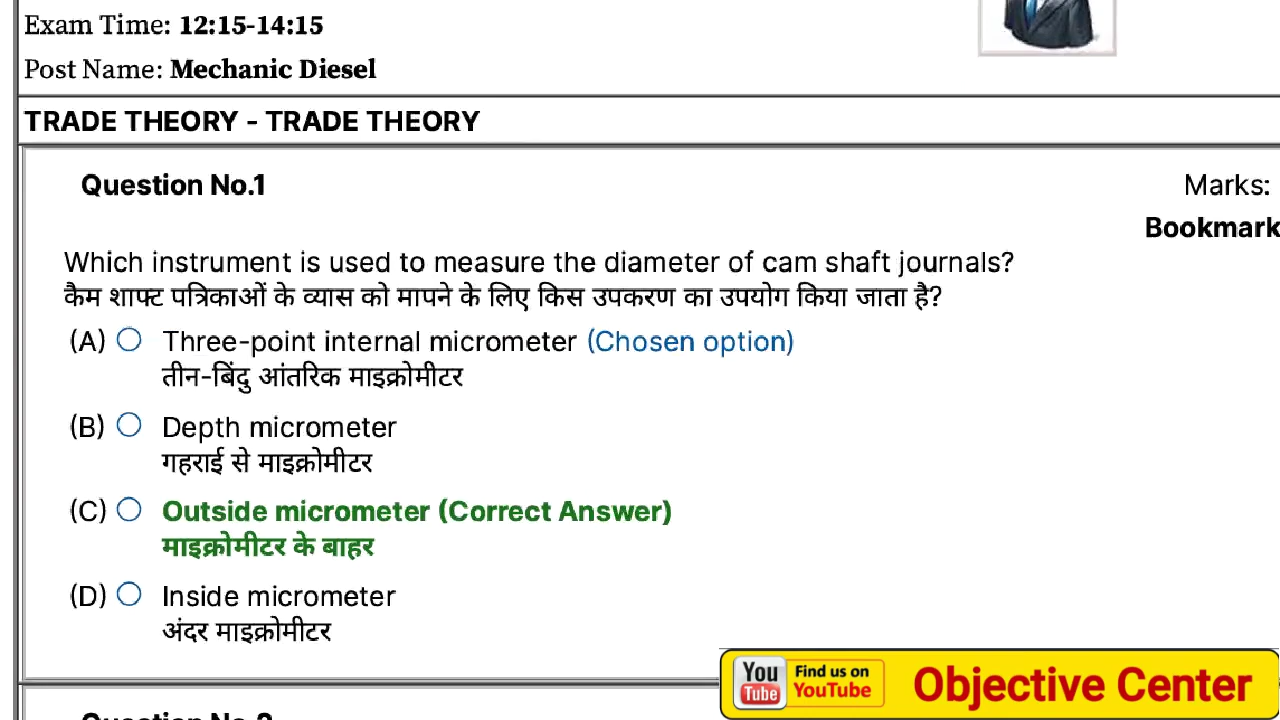 Exam Time: 12:15-14:15
Post Name: Mechanic Diesel
TRADE THEORY - TRADE THEORY
Question No.1
Marks:
Bookmark
Which instrument is used to measure the diameter of cam shaft journals?
कैम शाफ्ट पत्रिकाओं के व्यास को मापने के लिए किस उपकरण का उपयोग किया जाता है?
(A) Three-point internal micrometer (Chosen option)
तीन-बिंदु आंतरिक माइक्रोमीटर
(B) Depth micrometer
गहराई से माइक्रोमीटर
(C) Outside micrometer (Correct Answer)
माइक्रोमीटर के बाहर
(D) Inside micrometer
अंदर माइक्रोमीटर
You Tube Find us on YouTube Objective Center
Question No.2